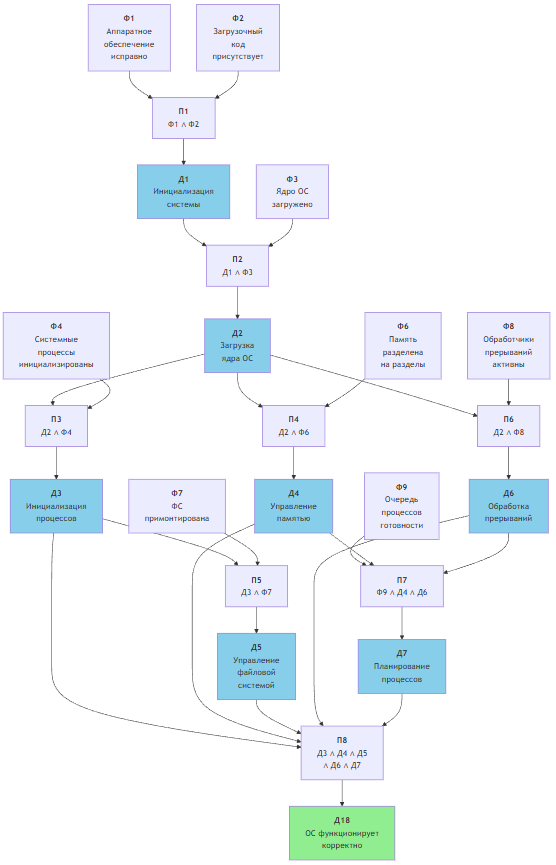 Ф1
Аппаратное
обеспечение
исправно
Ф2
Загрузочный
код
присутствует
П1
Ф1 ∧ Ф2
Д1
Инициализация
системы
Ф3
Ядро ОС
загружено
П2
Д1 ∧ Ф3
Д2
Загрузка
ядра ОС
Ф4
Системные
процессы
инициализированы
Ф6
Память
разделена
на разделы
Ф8
Обработчики
прерываний
активны
П3
Д2 ∧ Ф4
П4
Д2 ∧ Ф6
П6
Д2 ∧ Ф8
Д3
Инициализация
процессов
Ф7
ФС
примонтирована
Д4
Управление
памятью
Ф9
Очередь
процессов
готовности
Д6
Обработка
прерываний
П5
Д3 ∧ Ф7
П7
Ф9 ∧ Д4 ∧ Д6
Д5
Управление
файловой
системой
Д7
Планирование
процессов
П8
Д3 ∧ Д4 ∧ Д5
∧ Д6 ∧ Д7
Д18
ОС функционирует
корректно